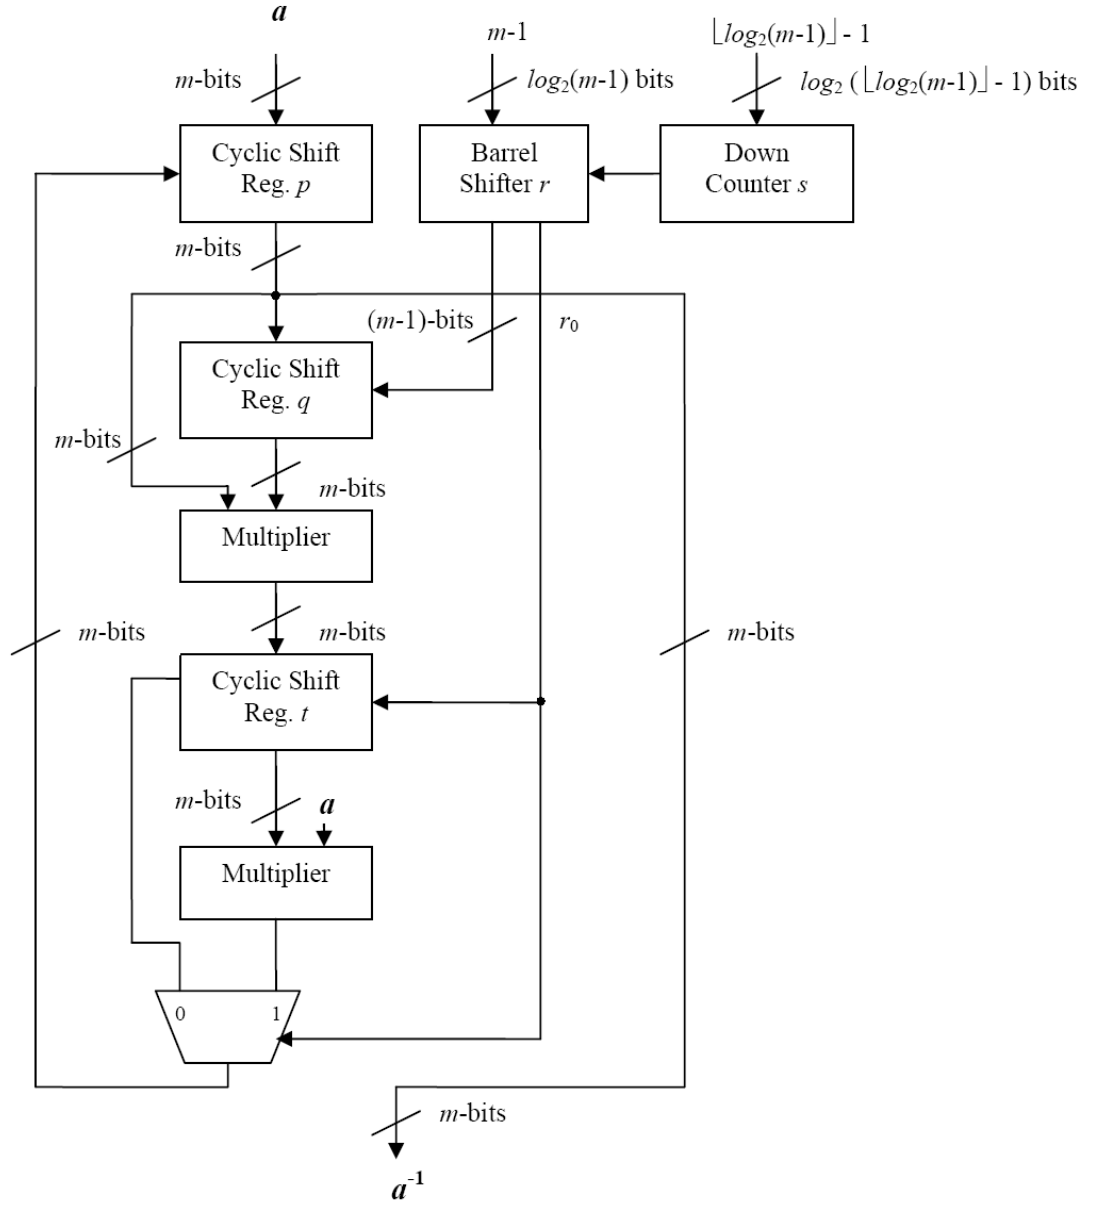 a
m-1
⌊log₂(m-1)⌋ - 1
m-bits
log₂(m-1) bits
log₂ (⌊log₂(m-1)⌋ - 1) bits
Cyclic Shift
Reg. p
Barrel
Shifter r
Down
Counter s
m-bits
(m-1)-bits
r₀
Cyclic Shift
Reg. q
m-bits
m-bits
Multiplier
m-bits
m-bits
m-bits
Cyclic Shift
Reg. t
m-bits
a
Multiplier
0
1
m-bits
a⁻¹